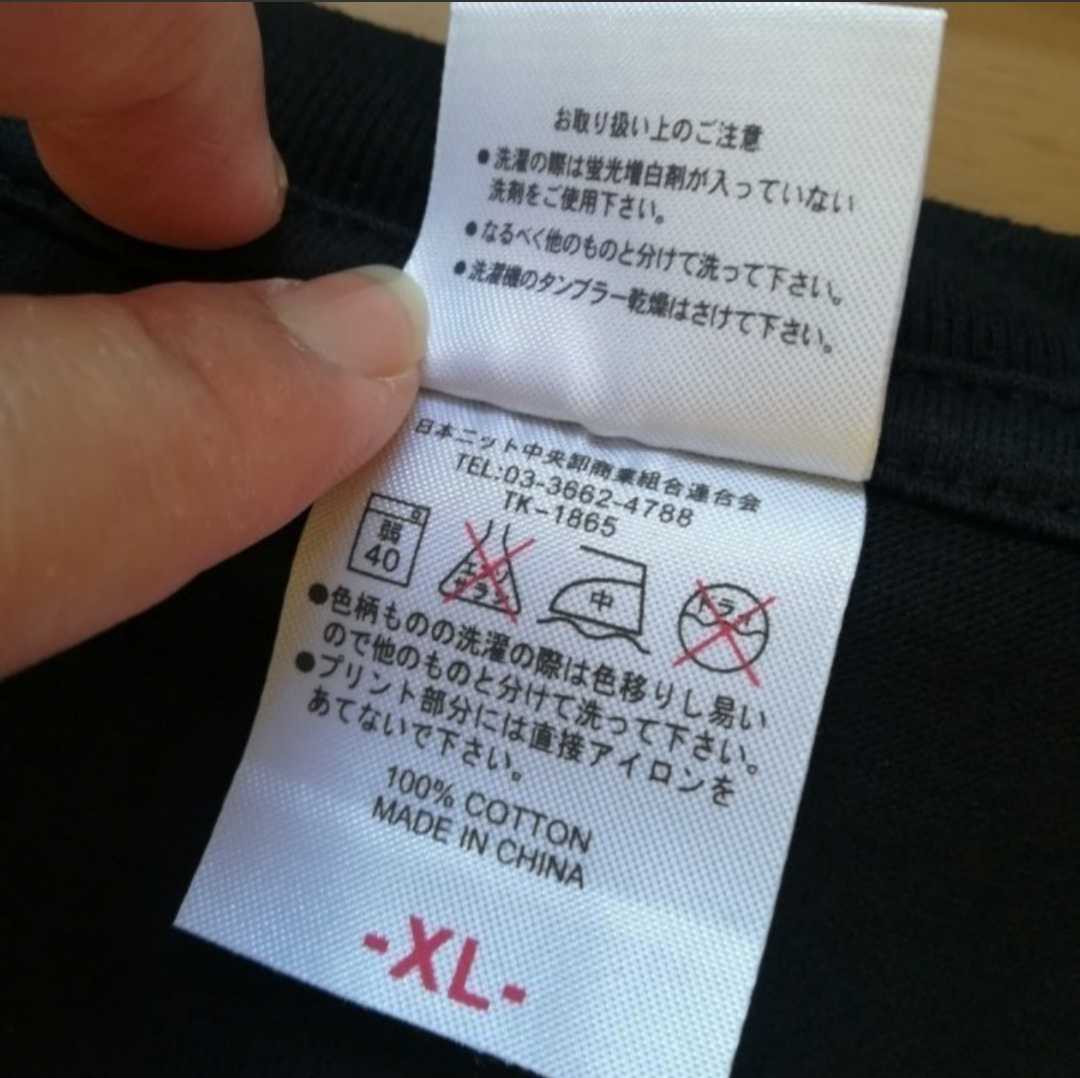 お取り扱い上のご注意
●洗濯の際は蛍光増白剤が入っていない
洗剤をご使用下さい。
●なるべく他のものと分けて洗って下さい。
●洗濯機のタンブラー乾燥はさけて下さい。
日本ニット中央卸商業組合連合会
TEL:03-3662-4788
TK-1865
弱
40
エンソ
サラシ
中
ドライ
●色柄ものの洗濯の際は色移りし易い
ので他のものと分けて洗って下さい。
●プリント部分には直接アイロンを
あてないで下さい。
100% COTTON
MADE IN CHINA
-XL-